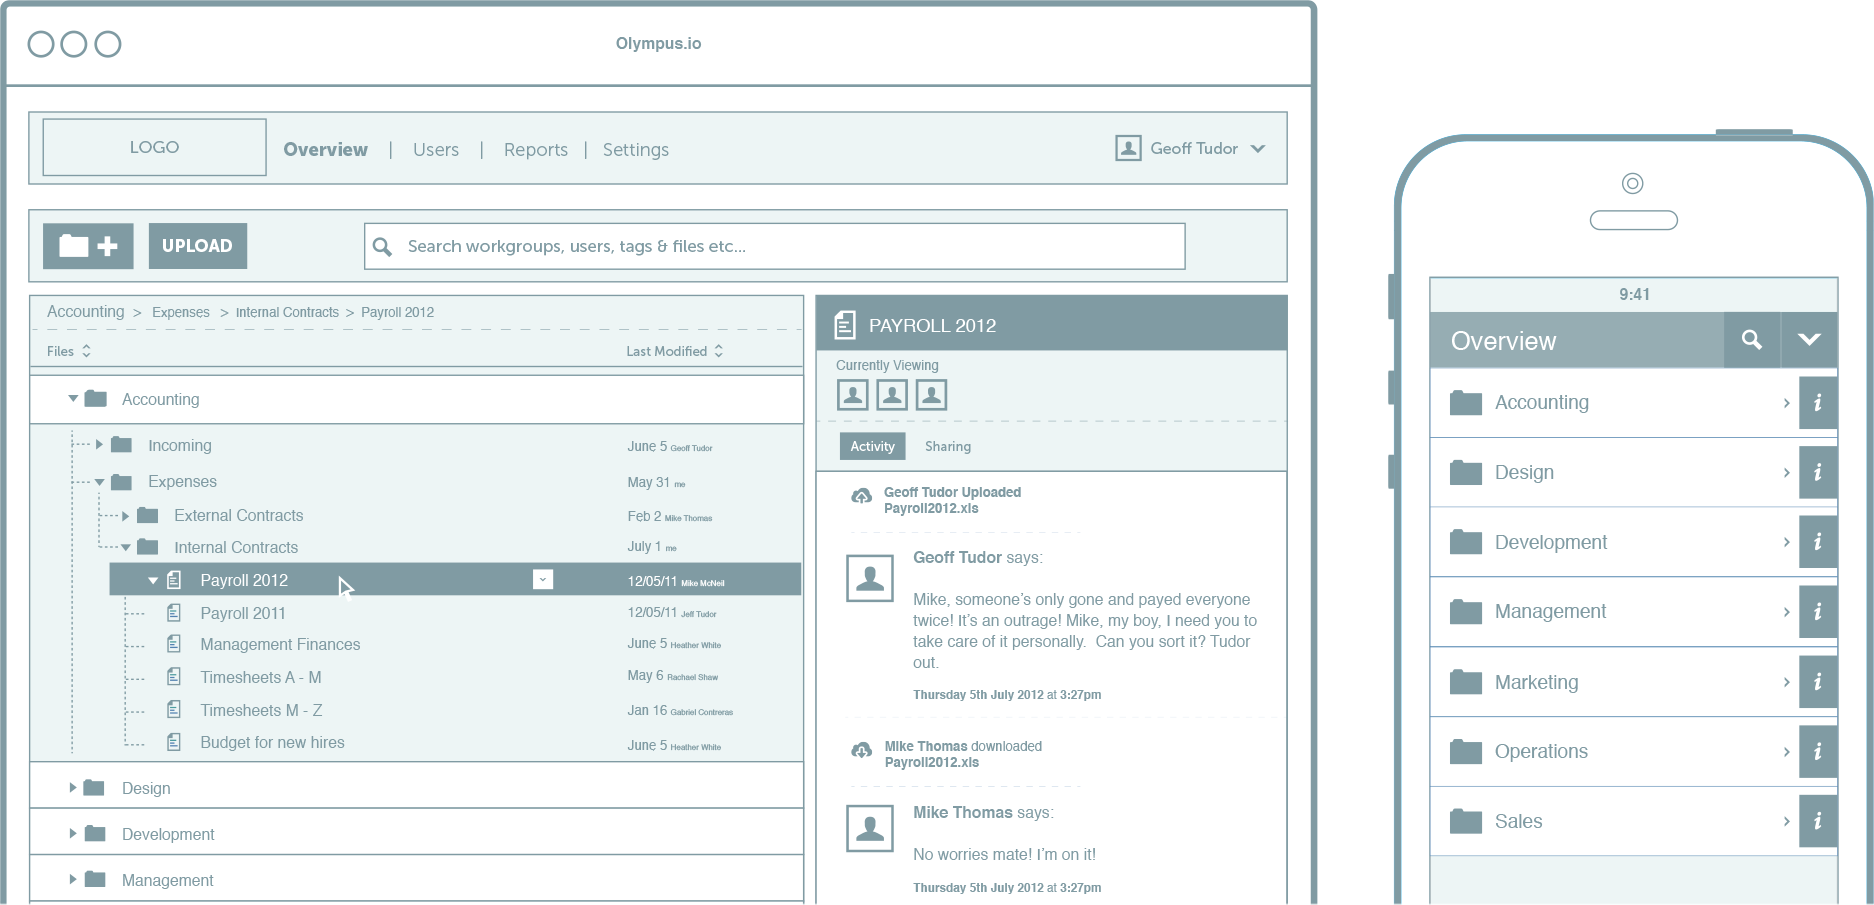 Olympus.io
LOGO
Overview | Users | Reports | Settings
Geoff Tudor
UPLOAD
Search workgroups, users, tags & files etc...
Accounting > Expenses > Internal Contracts > Payroll 2012
Files
Last Modified
Accounting
Incoming
June 5 Geoff Tudor
Expenses
May 31 me
External Contracts
Feb 2 Mike Thomas
Internal Contracts
July 1 me
Payroll 2012
12/05/11 Mike McNeil
Payroll 2011
12/05/11 Jeff Tudor
Management Finances
June 5 Heather White
Timesheets A - M
May 6 Rachael Shaw
Timesheets M - Z
Jan 16 Gabriel Contreras
Budget for new hires
June 5 Heather White
Design
Development
Management
PAYROLL 2012
Currently Viewing
Activity
Sharing
Geoff Tudor Uploaded
Payroll2012.xls
Geoff Tudor says:
Mike, someone's only gone and payed everyone
twice! It's an outrage! Mike, my boy, I need you to
take care of it personally.  Can you sort it? Tudor
out.
Thursday 5th July 2012 at 3:27pm
Mike Thomas downloaded
Payroll2012.xls
Mike Thomas says:
No worries mate! I'm on it!
Thursday 5th July 2012 at 3:27pm
9:41
Overview
Accounting
i
Design
i
Development
i
Management
i
Marketing
i
Operations
i
Sales
i